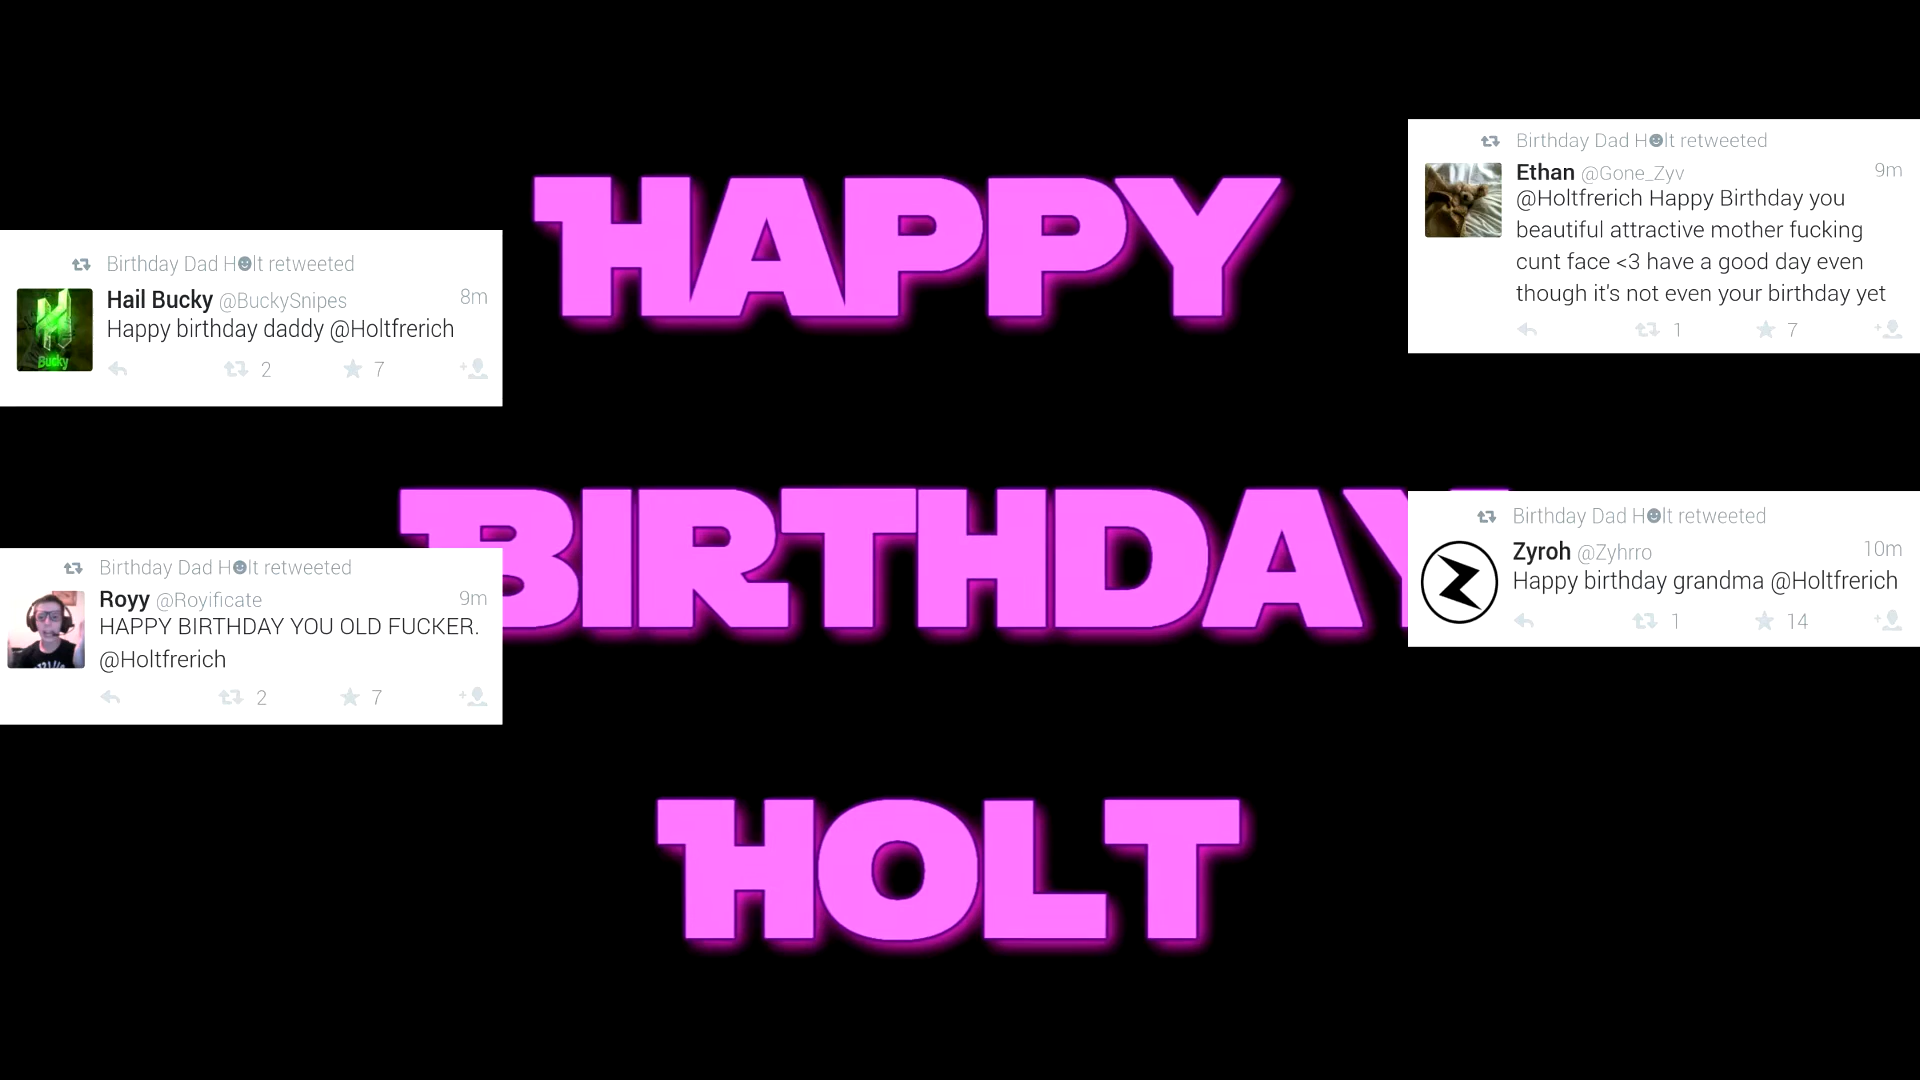 HAPPY
BIRTHDAY
HOLT
Birthday Dad H☻lt retweeted
Hail Bucky @BuckySnipes 8m
Happy birthday daddy @Holtfrerich
2 7
Bucky
Birthday Dad H☻lt retweeted
Royy @Royificate 9m
HAPPY BIRTHDAY YOU OLD FUCKER.
@Holtfrerich
2 7
Birthday Dad H☻lt retweeted
Ethan @Gone_Zyv 9m
@Holtfrerich Happy Birthday you
beautiful attractive mother fucking
cunt face <3 have a good day even
though it's not even your birthday yet
1 7
Birthday Dad H☻lt retweeted
Zyroh @Zyhrro 10m
Happy birthday grandma @Holtfrerich
1 14